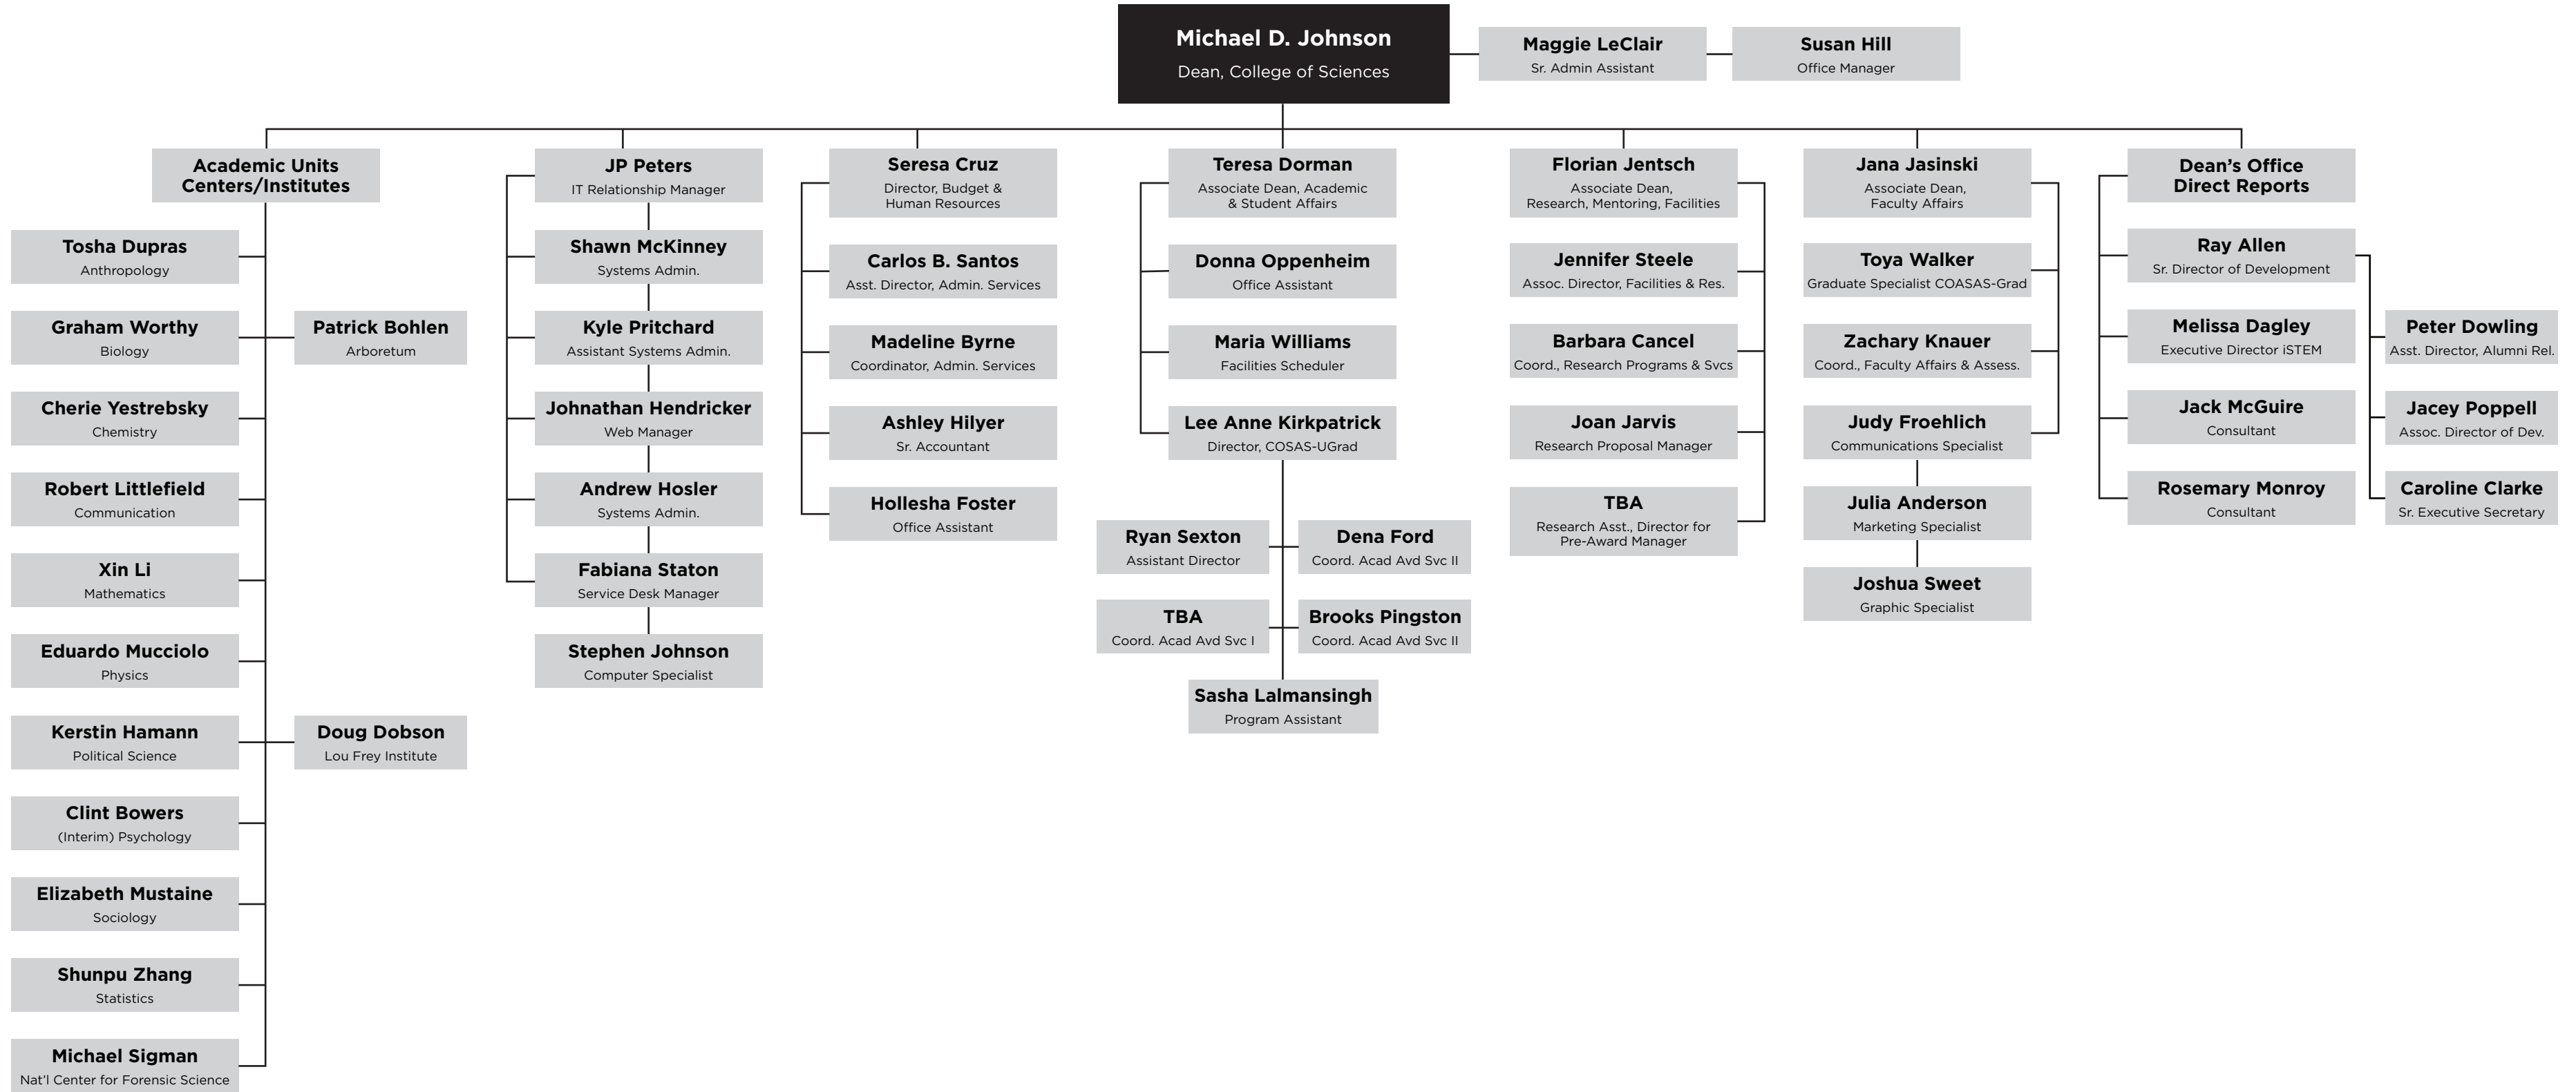 Michael D. Johnson
Dean, College of Sciences
Maggie LeClair
Sr. Admin Assistant
Susan Hill
Office Manager
Academic Units
Centers/Institutes
Tosha Dupras
Anthropology
Graham Worthy
Biology
Patrick Bohlen
Arboretum
Cherie Yestrebsky
Chemistry
Robert Littlefield
Communication
Xin Li
Mathematics
Eduardo Mucciolo
Physics
Kerstin Hamann
Political Science
Doug Dobson
Lou Frey Institute
Clint Bowers
(Interim) Psychology
Elizabeth Mustaine
Sociology
Shunpu Zhang
Statistics
Michael Sigman
Nat’l Center for Forensic Science
JP Peters
IT Relationship Manager
Shawn McKinney
Systems Admin.
Kyle Pritchard
Assistant Systems Admin.
Johnathan Hendricker
Web Manager
Andrew Hosler
Systems Admin.
Fabiana Staton
Service Desk Manager
Stephen Johnson
Computer Specialist
Seresa Cruz
Director, Budget &
Human Resources
Carlos B. Santos
Asst. Director, Admin. Services
Madeline Byrne
Coordinator, Admin. Services
Ashley Hilyer
Sr. Accountant
Hollesha Foster
Office Assistant
Teresa Dorman
Associate Dean, Academic
& Student Affairs
Donna Oppenheim
Office Assistant
Maria Williams
Facilities Scheduler
Lee Anne Kirkpatrick
Director, COSAS-UGrad
Ryan Sexton
Assistant Director
Dena Ford
Coord. Acad Avd Svc II
TBA
Coord. Acad Avd Svc I
Brooks Pingston
Coord. Acad Avd Svc II
Sasha Lalmansingh
Program Assistant
Florian Jentsch
Associate Dean,
Research, Mentoring, Facilities
Jennifer Steele
Assoc. Director, Facilities & Res.
Barbara Cancel
Coord., Research Programs & Svcs
Joan Jarvis
Research Proposal Manager
TBA
Research Asst., Director for
Pre-Award Manager
Jana Jasinski
Associate Dean,
Faculty Affairs
Toya Walker
Graduate Specialist COASAS-Grad
Zachary Knauer
Coord., Faculty Affairs & Assess.
Judy Froehlich
Communications Specialist
Julia Anderson
Marketing Specialist
Joshua Sweet
Graphic Specialist
Dean’s Office
Direct Reports
Ray Allen
Sr. Director of Development
Melissa Dagley
Executive Director iSTEM
Jack McGuire
Consultant
Rosemary Monroy
Consultant
Peter Dowling
Asst. Director, Alumni Rel.
Jacey Poppell
Assoc. Director of Dev.
Caroline Clarke
Sr. Executive Secretary